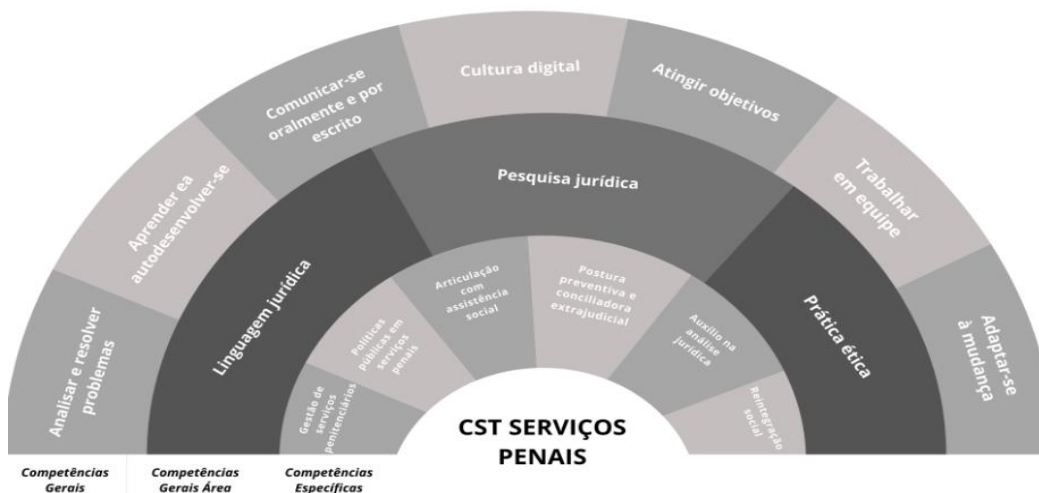 Analisar e resolver
problemas
Aprender ea
autodesenvolver-se
Comunicar-se
oralmente e por
escrito
Cultura digital
Atingir objetivos
Trabalhar
em equipe
Adaptar-se
à mudança
Linguagem jurídica
Pesquisa jurídica
Prática ética
Gestão de
serviços
penitenciários
Políticas
públicas em
serviços
penais
Articulação
com
assistência
social
Postura
preventiva e
conciliadora
extrajudicial
Auxílio na
análise
jurídica
Reintegração
social
CST SERVIÇOS
PENAIS
Competências
Gerais
Competências
Gerais Área
Competências
Específicas